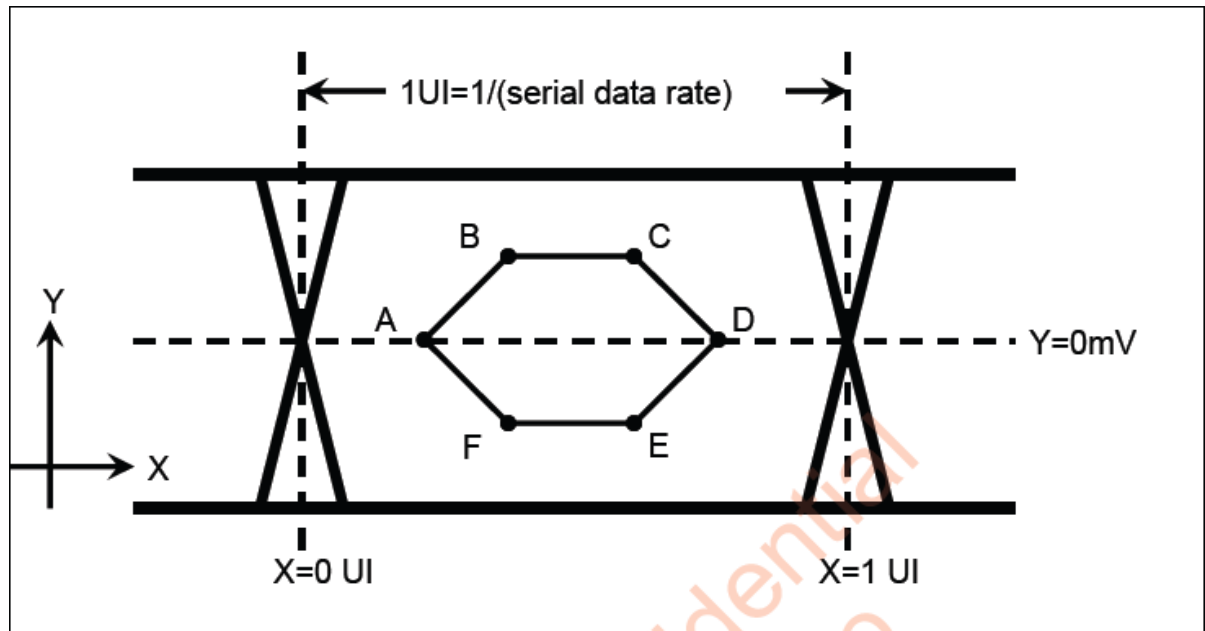 1UI=1/(serial data rate)
B
C
Y
A
D
Y=0mV
F
E
X
X=0 UI
X=1 UI